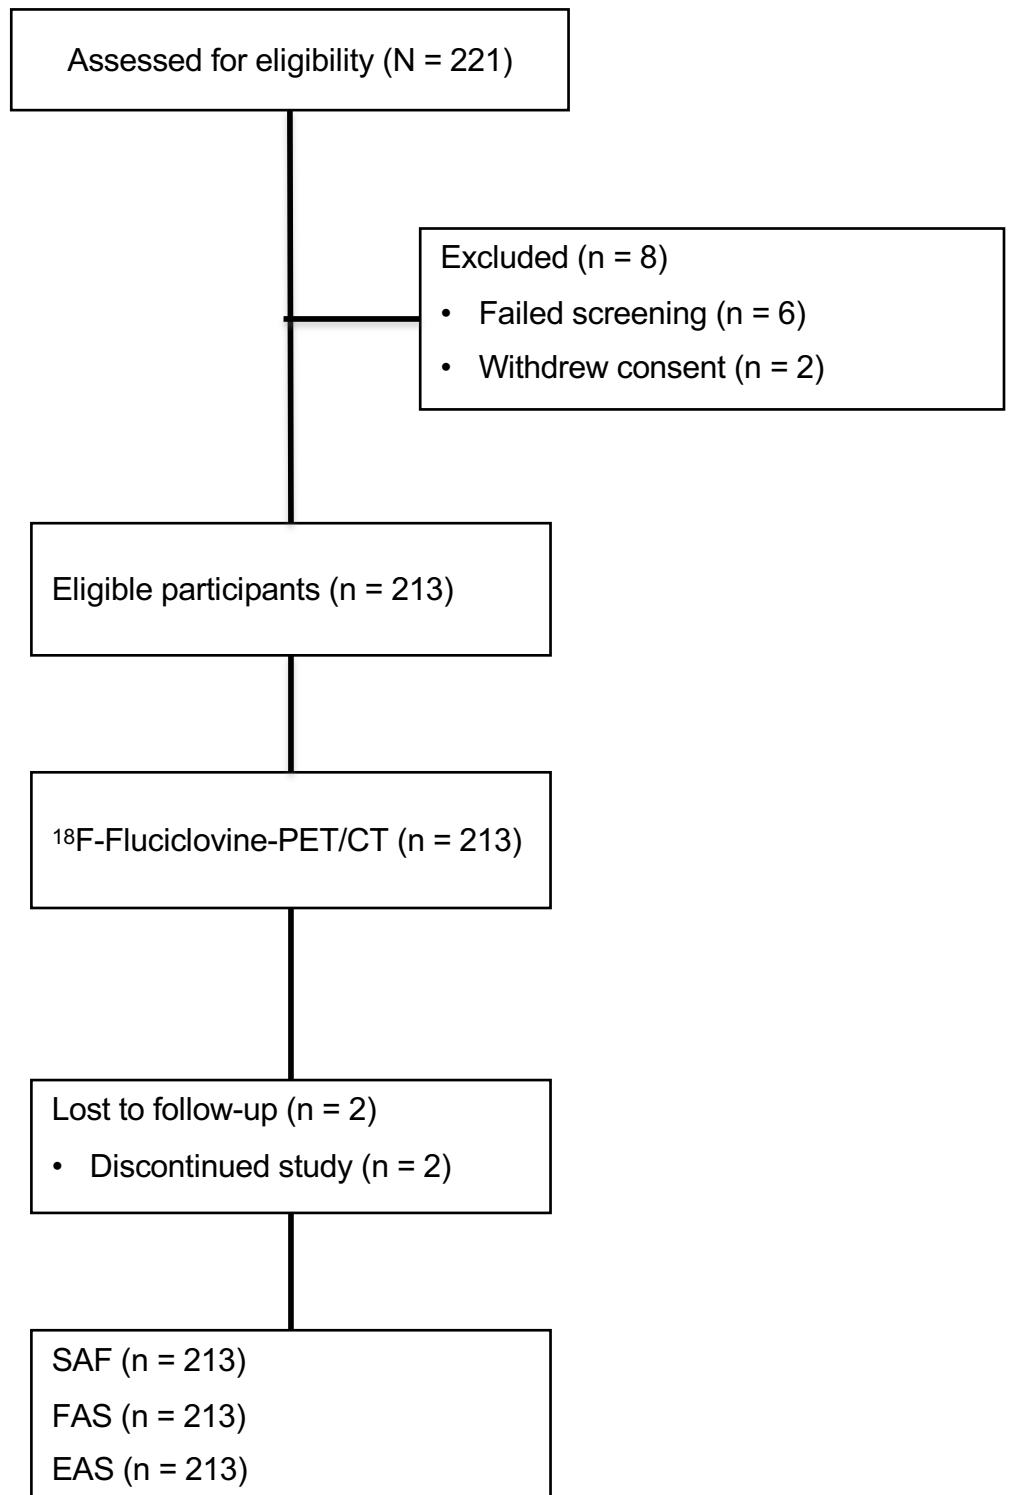 Assessed for eligibility (N = 221)
Excluded (n = 8)
• Failed screening (n = 6)
• Withdrew consent (n = 2)
Eligible participants (n = 213)
¹⁸F-Fluciclovine-PET/CT (n = 213)
Lost to follow-up (n = 2)
• Discontinued study (n = 2)
SAF (n = 213)
FAS (n = 213)
EAS (n = 213)